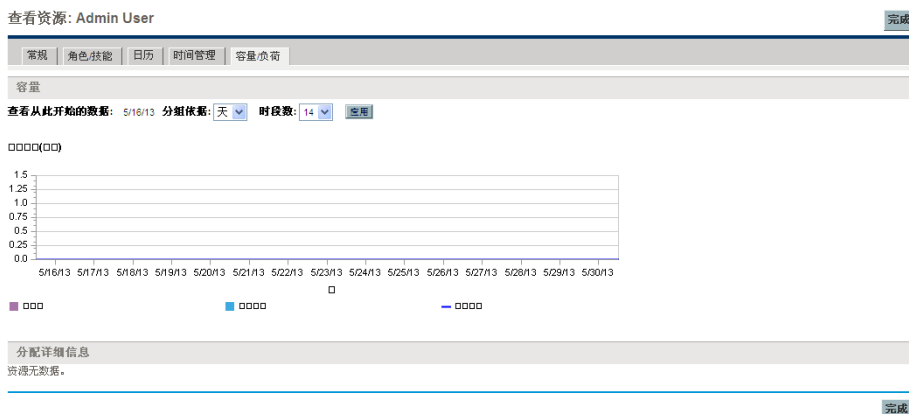 查看资源: Admin User
完成
常规 角色/技能 日历 时间管理 容量/负荷
容量
查看从此开始的数据: 5/16/13 分组依据: 天 时段数: 14 应用
□□□□(□□)
1.5
1.25
1.0
0.75
0.5
0.25
0.0
5/16/13 5/17/13 5/18/13 5/19/13 5/20/13 5/21/13 5/22/13 5/23/13 5/24/13 5/25/13 5/26/13 5/27/13 5/28/13 5/29/13 5/30/13
□
□□□ □□□□ □□□□
分配详细信息
资源无数据。
完成